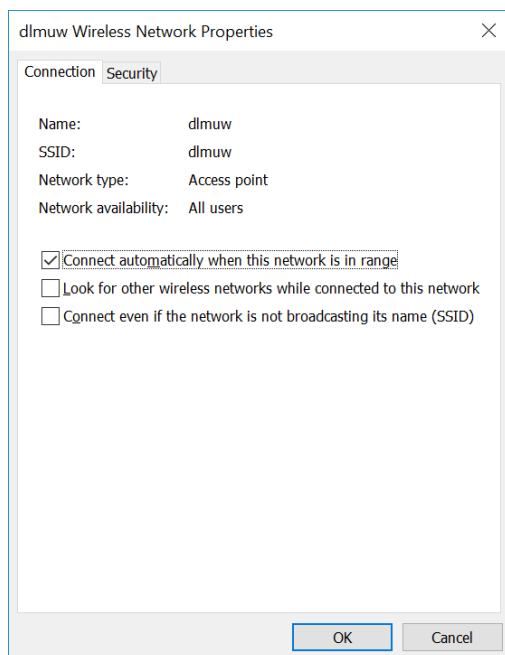 dlmuw Wireless Network Properties
Connection Security
Name: dlmuw
SSID: dlmuw
Network type: Access point
Network availability: All users
Connect automatically when this network is in range
Look for other wireless networks while connected to this network
Connect even if the network is not broadcasting its name (SSID)
OK Cancel